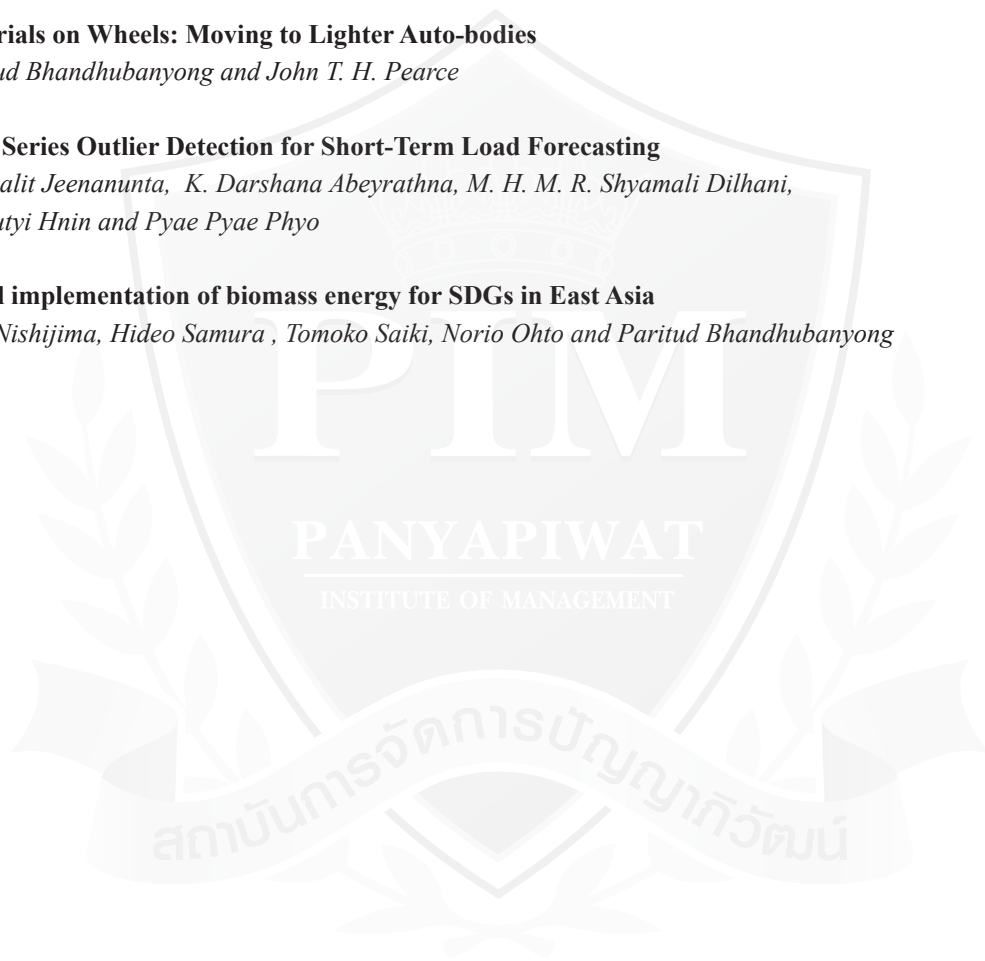 rials on Wheels: Moving to Lighter Auto-bodies
ud Bhandhubanyong and John T. H. Pearce
Series Outlier Detection for Short-Term Load Forecasting
alit Jeenanunta, K. Darshana Abeyrathna, M. H. M. R. Shyamali Dilhani,
utyi Hnin and Pyae Pyae Phyo
l implementation of biomass energy for SDGs in East Asia
Nishijima, Hideo Samura , Tomoko Saiki, Norio Ohto and Paritud Bhandhubanyong
PIM
PANYAPIWAT
INSTITUTE OF MANAGEMENT
สถาบันการจัดการปัญญาภิวัฒน์